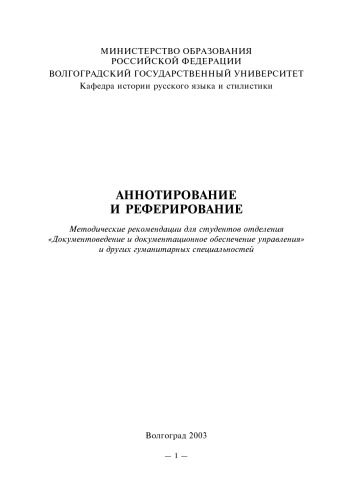 МИНИСТЕРСТВО ОБРАЗОВАНИЯ
РОССИЙСКОЙ ФЕДЕРАЦИИ
ВОЛГОГРАДСКИЙ ГОСУДАРСТВЕННЫЙ УНИВЕРСИТЕТ
Кафедра истории русского языка и стилистики
АННОТИРОВАНИЕ
И РЕФЕРИРОВАНИЕ
Методические рекомендации для студентов отделения
«Документоведение и документационное обеспечение управления»
и других гуманитарных специальностей
Волгоград 2003
— 1 —